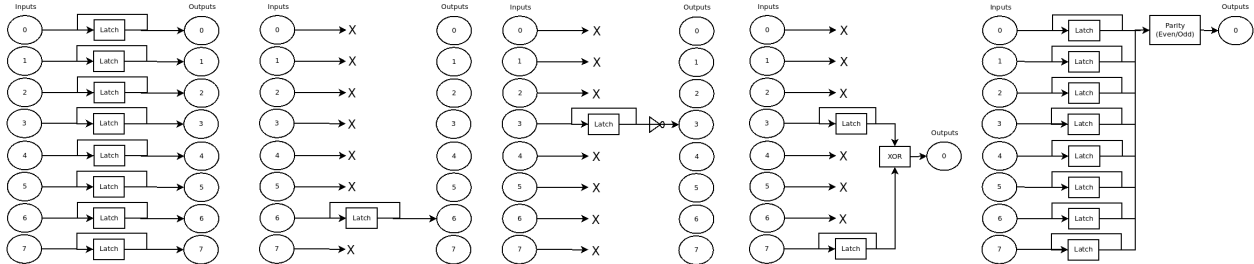 Inputs Outputs
0 Latch 0
1 Latch 1
2 Latch 2
3 Latch 3
4 Latch 4
5 Latch 5
6 Latch 6
7 Latch 7
Inputs Outputs
0 X 0
1 X 1
2 X 2
3 X 3
4 X 4
5 X 5
6 Latch 6
7 X 7
Inputs Outputs
0 X 0
1 X 1
2 X 2
3 Latch 3
4 X 4
5 X 5
6 X 6
7 X 7
Inputs
0 X
1 X
2 X
3 Latch
Outputs
4 X XOR 0
5 X
6 X
7 Latch
Inputs Outputs
0 Latch Parity 0
(Even/Odd)
1 Latch
2 Latch
3 Latch
4 Latch
5 Latch
6 Latch
7 Latch